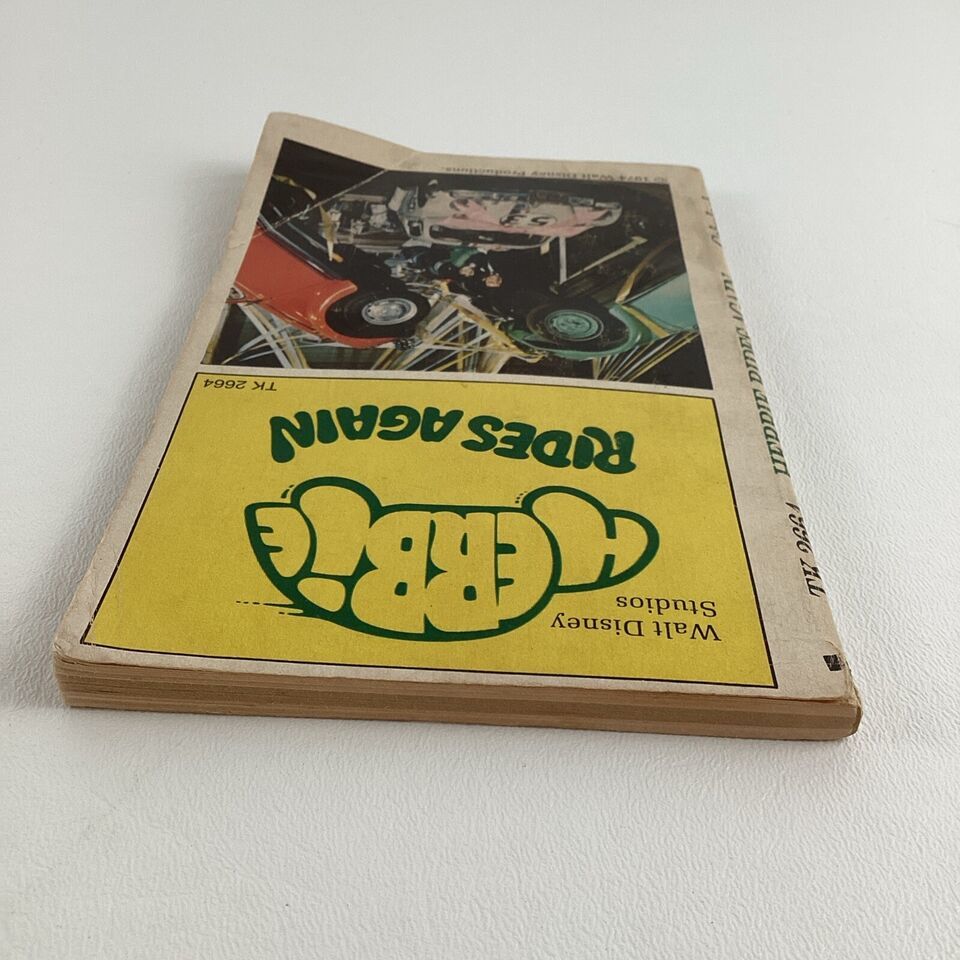 Walt Disney
Studios
HERBIE
RIDES AGAIN
TK 2664
© 1974 Walt Disney Productions.
TK 2664 HERBIE RIDES AGAIN